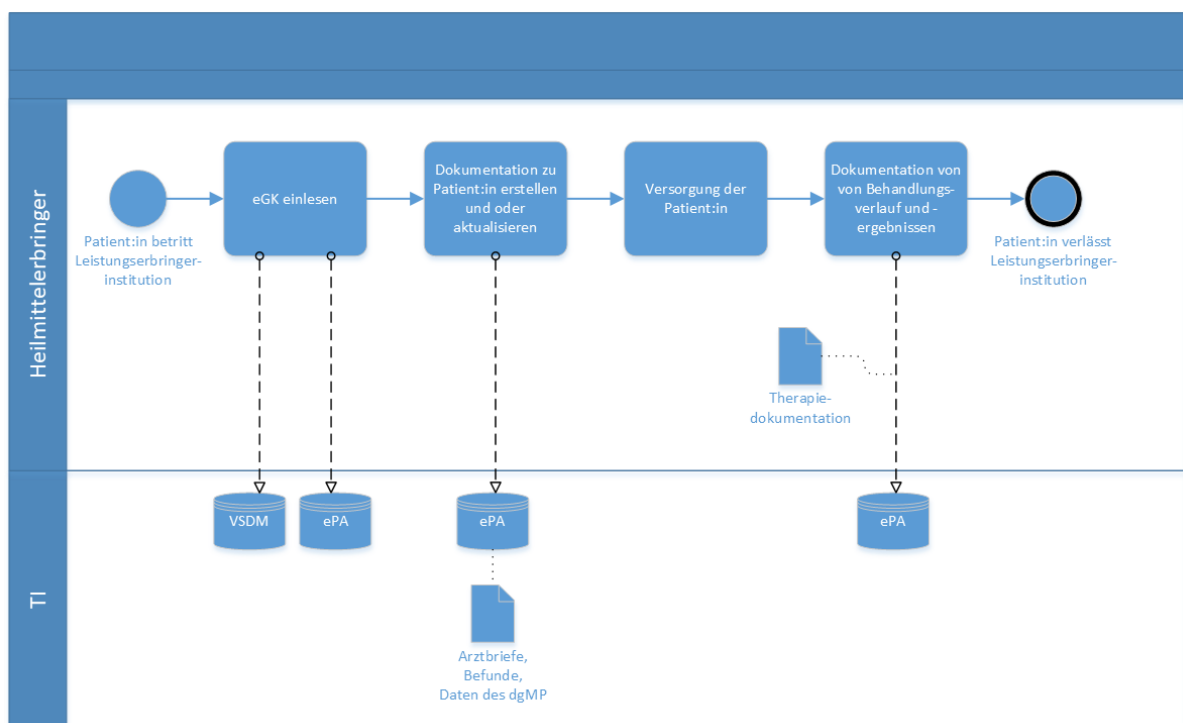 Heilmittelerbringer
Patient:in betritt
Leistungserbringer-
institution
eGK einlesen
Dokumentation zu
Patient:in erstellen
und oder
aktualisieren
Versorgung der
Patient:in
Dokumentation von
von Behandlungs-
verlauf und -
ergebnissen
Patient:in verlässt
Leistungserbringer-
institution
Therapie-
dokumentation
TI
VSDM
ePA
ePA
ePA
Arztbriefe,
Befunde,
Daten des dgMP